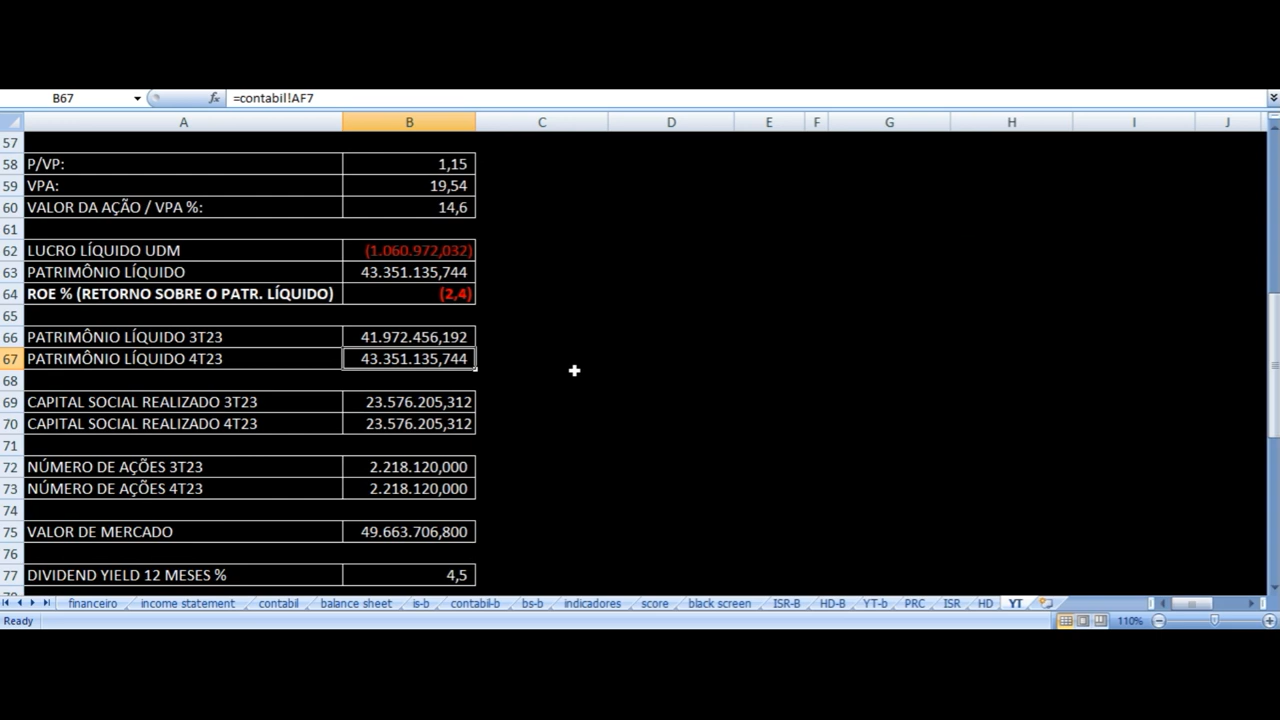 B67 fx =contabil!AF7
A B C D E F G H I J
57
58 P/VP: 1,15
59 VPA: 19,54
60 VALOR DA AÇÃO / VPA %: 14,6
61
62 LUCRO LÍQUIDO UDM (1.060.972,032)
63 PATRIMÔNIO LÍQUIDO 43.351.135,744
64 ROE % (RETORNO SOBRE O PATR. LÍQUIDO) (2,4)
65
66 PATRIMÔNIO LÍQUIDO 3T23 41.972.456,192
67 PATRIMÔNIO LÍQUIDO 4T23 43.351.135,744
68
69 CAPITAL SOCIAL REALIZADO 3T23 23.576.205,312
70 CAPITAL SOCIAL REALIZADO 4T23 23.576.205,312
71
72 NÚMERO DE AÇÕES 3T23 2.218.120,000
73 NÚMERO DE AÇÕES 4T23 2.218.120,000
74
75 VALOR DE MERCADO 49.663.706,800
76
77 DIVIDEND YIELD 12 MESES % 4,5
financeiro income statement contabil balance sheet is-b contabil-b bs-b indicadores score black screen ISR-B HD-B YT-b PRC ISR HD YT
Ready 110%